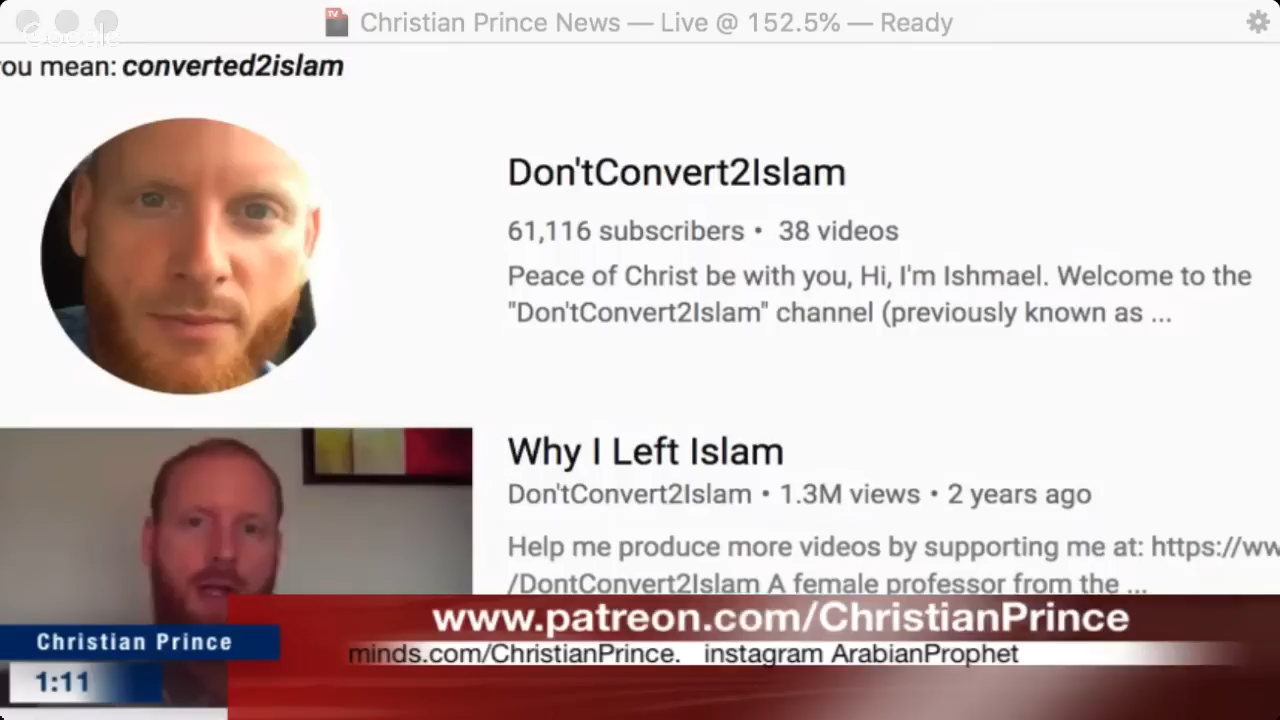 Christian Prince News — Live @ 152.5% — Ready
Google
ou mean: converted2islam
Don'tConvert2Islam
61,116 subscribers • 38 videos
Peace of Christ be with you, Hi, I'm Ishmael. Welcome to the
"Don'tConvert2Islam" channel (previously known as ...
Why I Left Islam
Don'tConvert2Islam • 1.3M views • 2 years ago
Help me produce more videos by supporting me at: https://ww
/DontConvert2Islam A female professor from the ...
www.patreon.com/ChristianPrince
Christian Prince
minds.com/ChristianPrince. instagram ArabianProphet
1:11